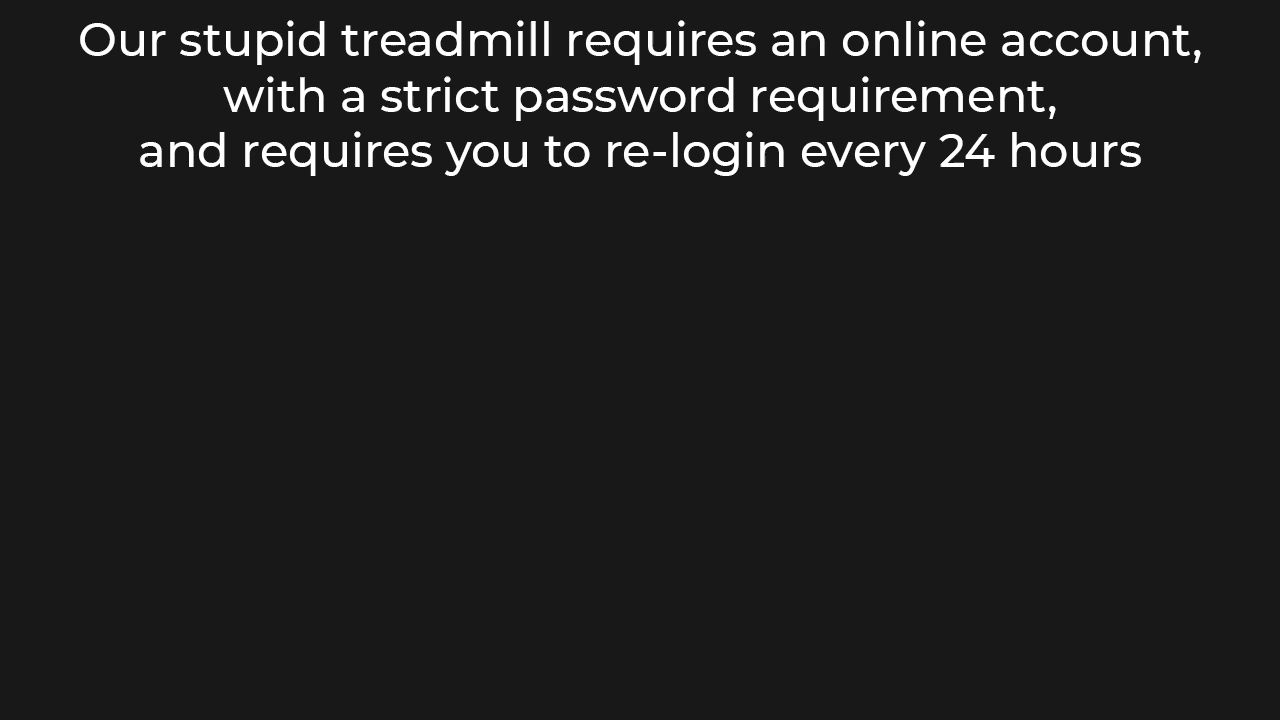 Our stupid treadmill requires an online account,
with a strict password requirement,
and requires you to re-login every 24 hours